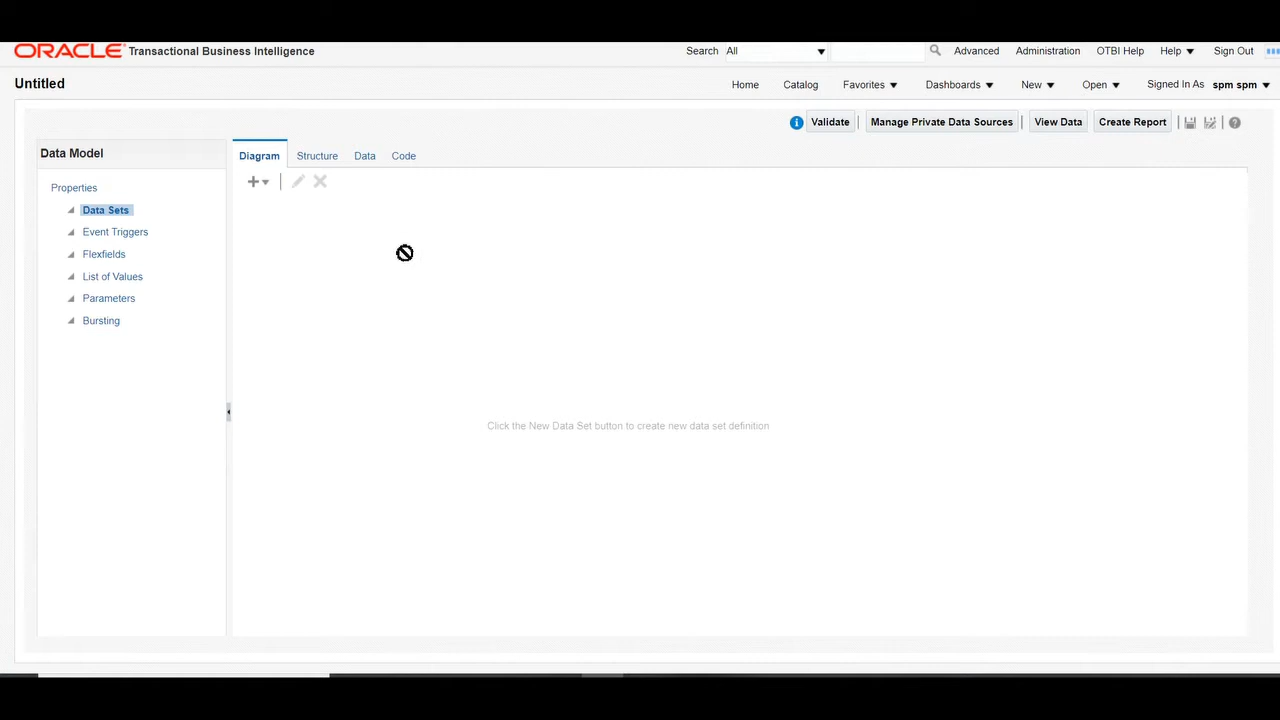 ORACLE Transactional Business Intelligence Search All Advanced Administration OTBI Help Help Sign Out
Untitled Home Catalog Favorites Dashboards New Open Signed In As spm spm
Validate Manage Private Data Sources View Data Create Report
Data Model
Diagram Structure Data Code
Properties
Data Sets
Event Triggers
Flexfields
List of Values
Parameters
Bursting
Click the New Data Set button to create new data set definition